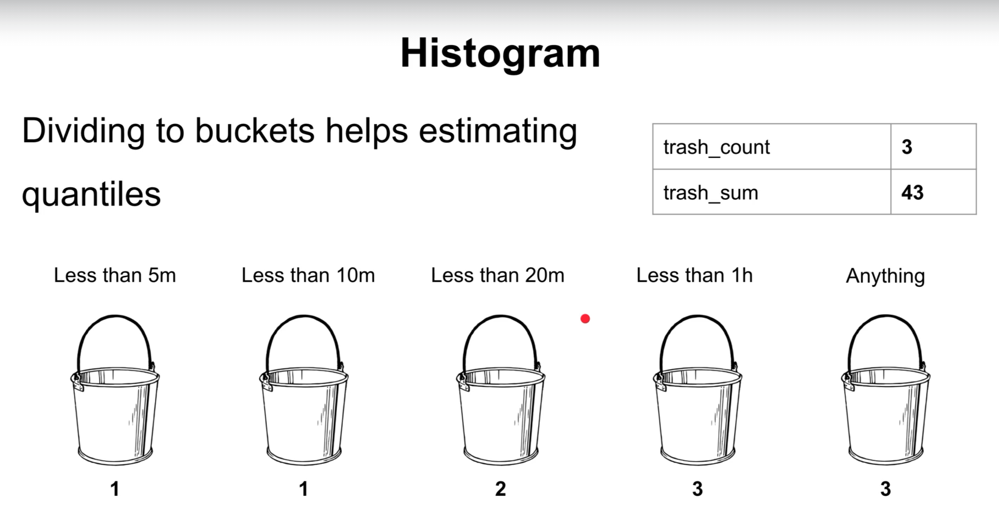 Histogram
Dividing to buckets helps estimating
quantiles
trash_count 3
trash_sum 43
Less than 5m
Less than 10m
Less than 20m
Less than 1h
Anything
1
1
2
3
3